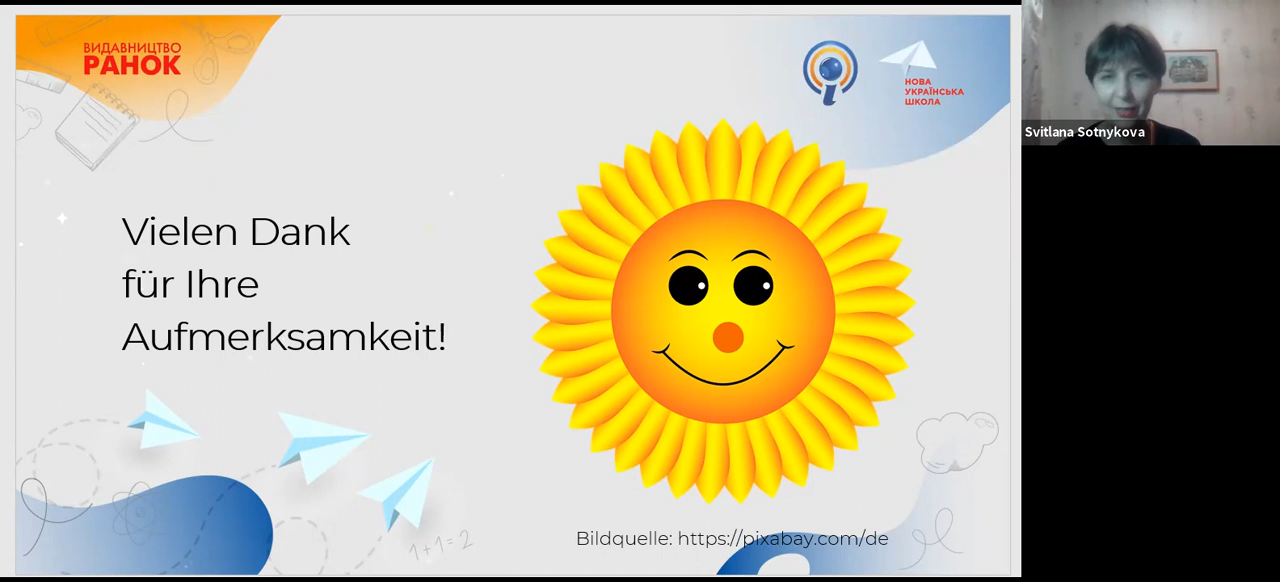 ВИДАВНИЦТВО
РАНОК
НОВА
УКРАЇНСЬКА
ШКОЛА
Svitlana Sotnykova
Vielen Dank
für Ihre
Aufmerksamkeit!
1+1=2
Bildquelle: https://pixabay.com/de